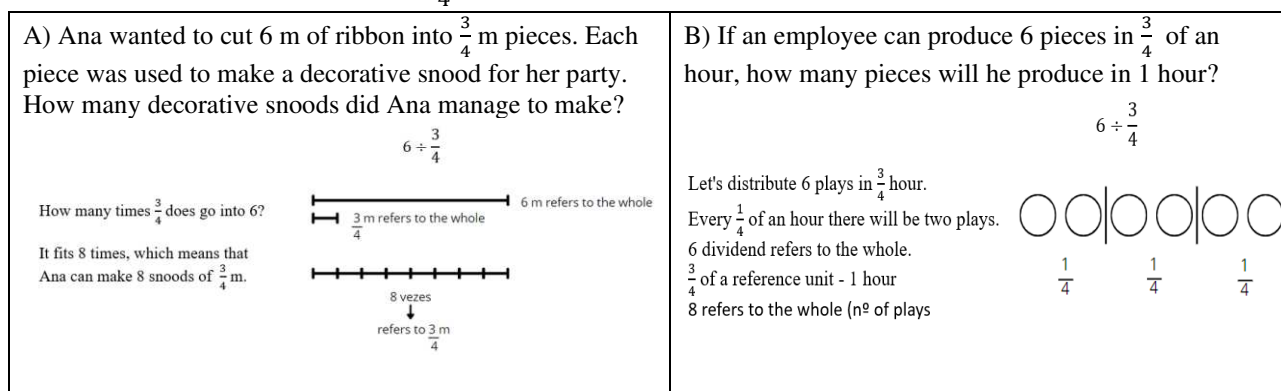 4
A) Ana wanted to cut 6 m of ribbon into 3/4 m pieces. Each
piece was used to make a decorative snood for her party.
How many decorative snoods did Ana manage to make?
6 ÷ 3/4
How many times 3/4 does go into 6?
It fits 8 times, which means that
Ana can make 8 snoods of 3/4 m.
6 m refers to the whole
3/4 m refers to the whole
8 vezes
refers to 3/4 m
B) If an employee can produce 6 pieces in 3/4 of an
hour, how many pieces will he produce in 1 hour?
6 ÷ 3/4
Let's distribute 6 plays in 3/4 hour.
Every 1/4 of an hour there will be two plays.
6 dividend refers to the whole.
3/4 of a reference unit - 1 hour
8 refers to the whole (nº of plays
1/4 1/4 1/4